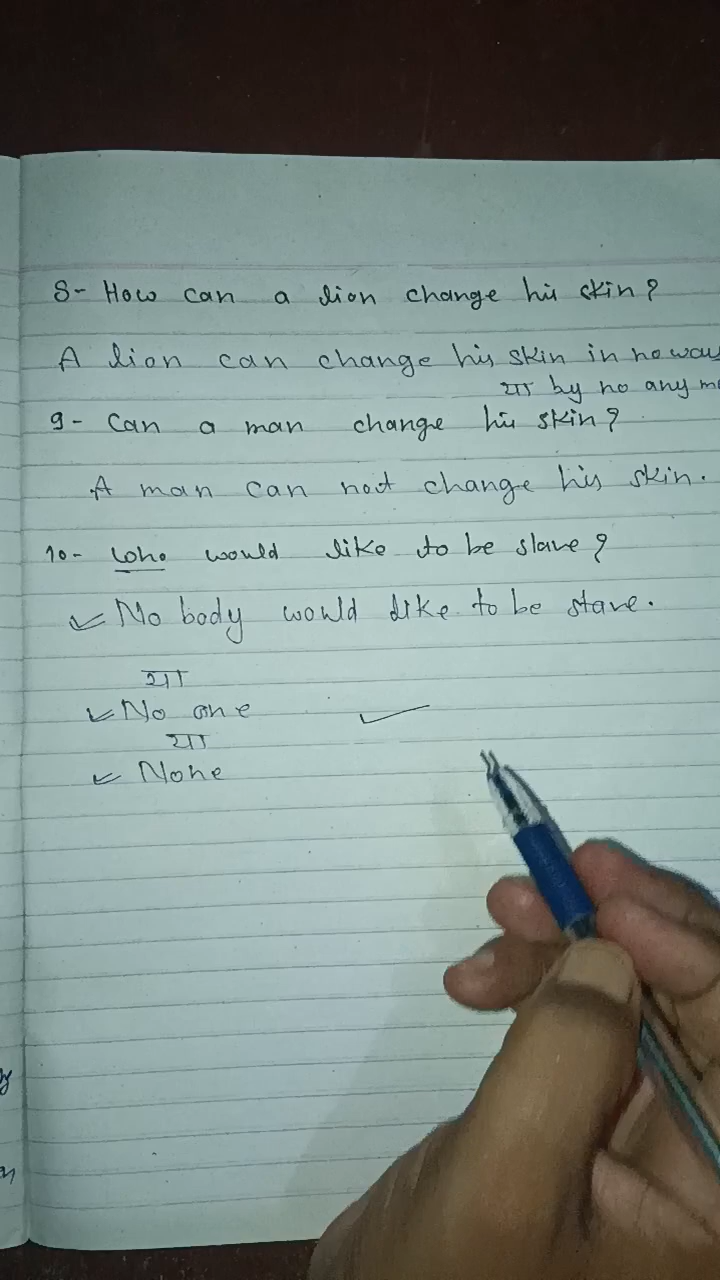 8- How can a lion change his skin?
A lion can change his skin in no way
या by no any
9- Can a man change his skin?
A man can not change his skin.
10- Who would like to be slave?
No body would like to be slave.
या
No one
या
None